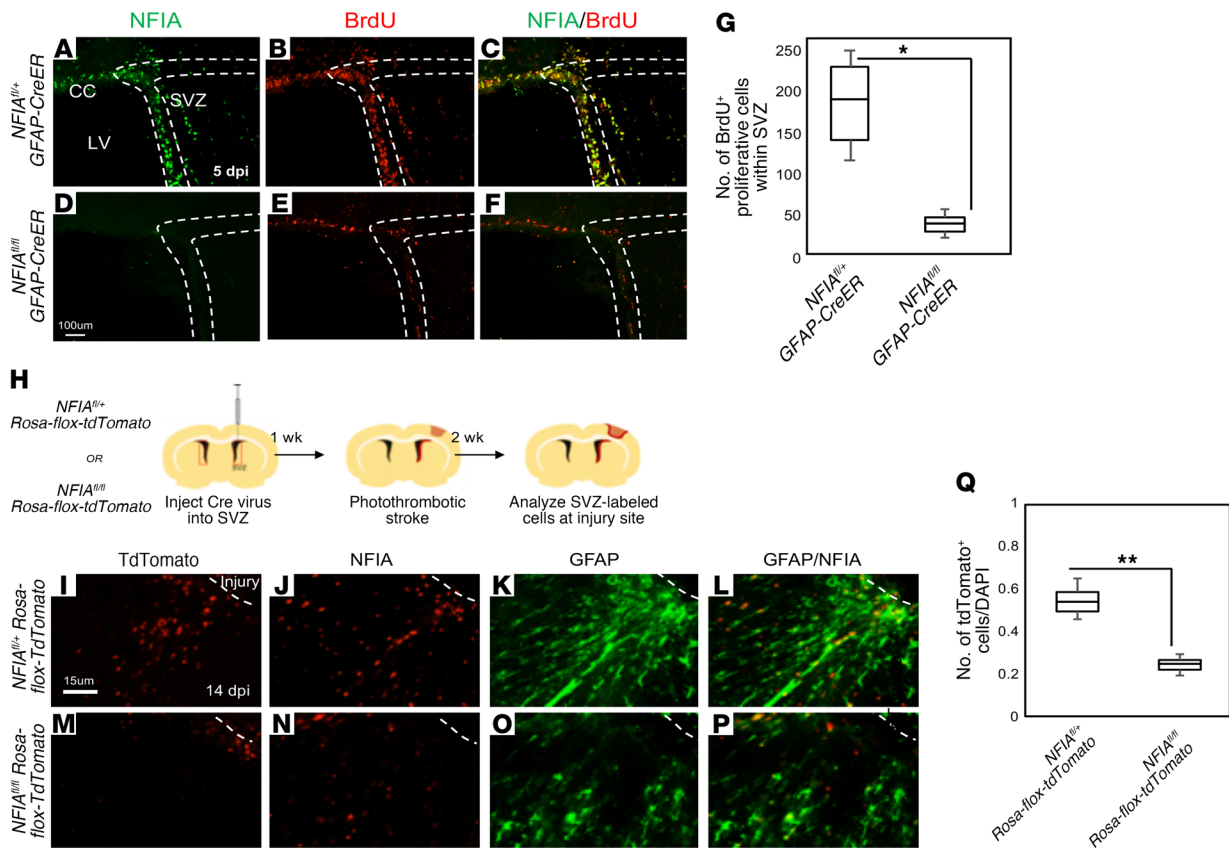 NFIA
BrdU
NFIA/BrdU
NFIAfl/+
GFAP-CreER
A
CC
SVZ
LV
5 dpi
B
C
NFIAfl/fl
GFAP-CreER
D
100um
E
F
G
No. of BrdU+
proliferative cells
within SVZ
250
200
150
100
50
0
*
NFIAfl/+
GFAP-CreER
NFIAfl/fl
GFAP-CreER
H
NFIAfl/+
Rosa-flox-tdTomato
OR
NFIAfl/fl
Rosa-flox-tdTomato
SVZ
1 wk
2 wk
Inject Cre virus
into SVZ
Photothrombotic
stroke
Analyze SVZ-labeled
cells at injury site
TdTomato
NFIA
GFAP
GFAP/NFIA
NFIAfl/+ Rosa-
flox-TdTomato
I
Injury
15um
14 dpi
J
K
L
NFIAfl/fl Rosa-
flox-TdTomato
M
N
O
P
Q
No. of tdTomato+
cells/DAPI
1
0.8
0.6
0.4
0.2
0
**
NFIAfl/+
Rosa-flox-tdTomato
NFIAfl/fl
Rosa-flox-tdTomato